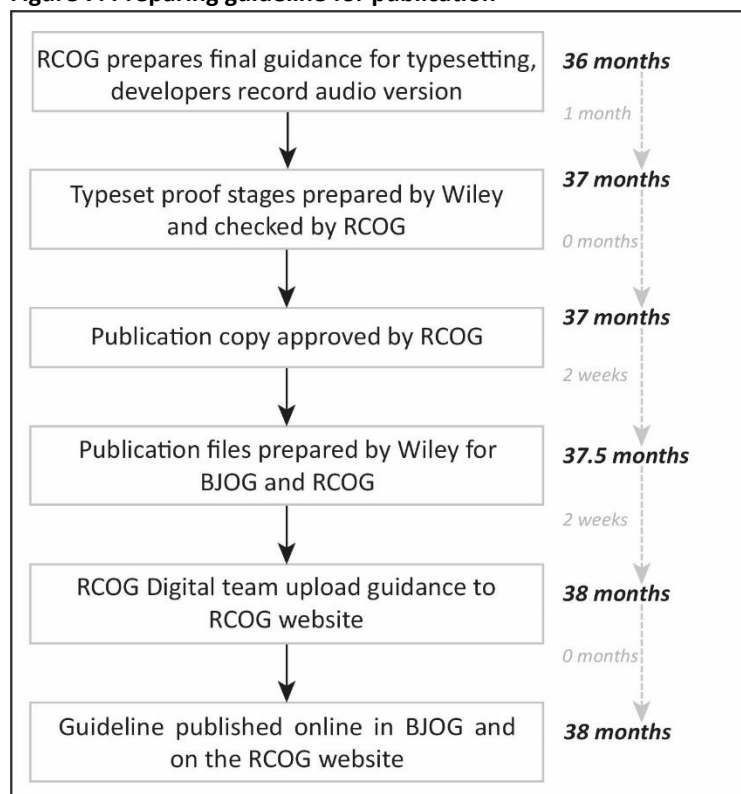 RCOG prepares final guidance for typesetting,
developers record audio version
36 months
1 month
Typeset proof stages prepared by Wiley
and checked by RCOG
37 months
0 months
Publication copy approved by RCOG
37 months
2 weeks
Publication files prepared by Wiley for
BJOG and RCOG
37.5 months
2 weeks
RCOG Digital team upload guidance to
RCOG website
38 months
0 months
Guideline published online in BJOG and
on the RCOG website
38 months